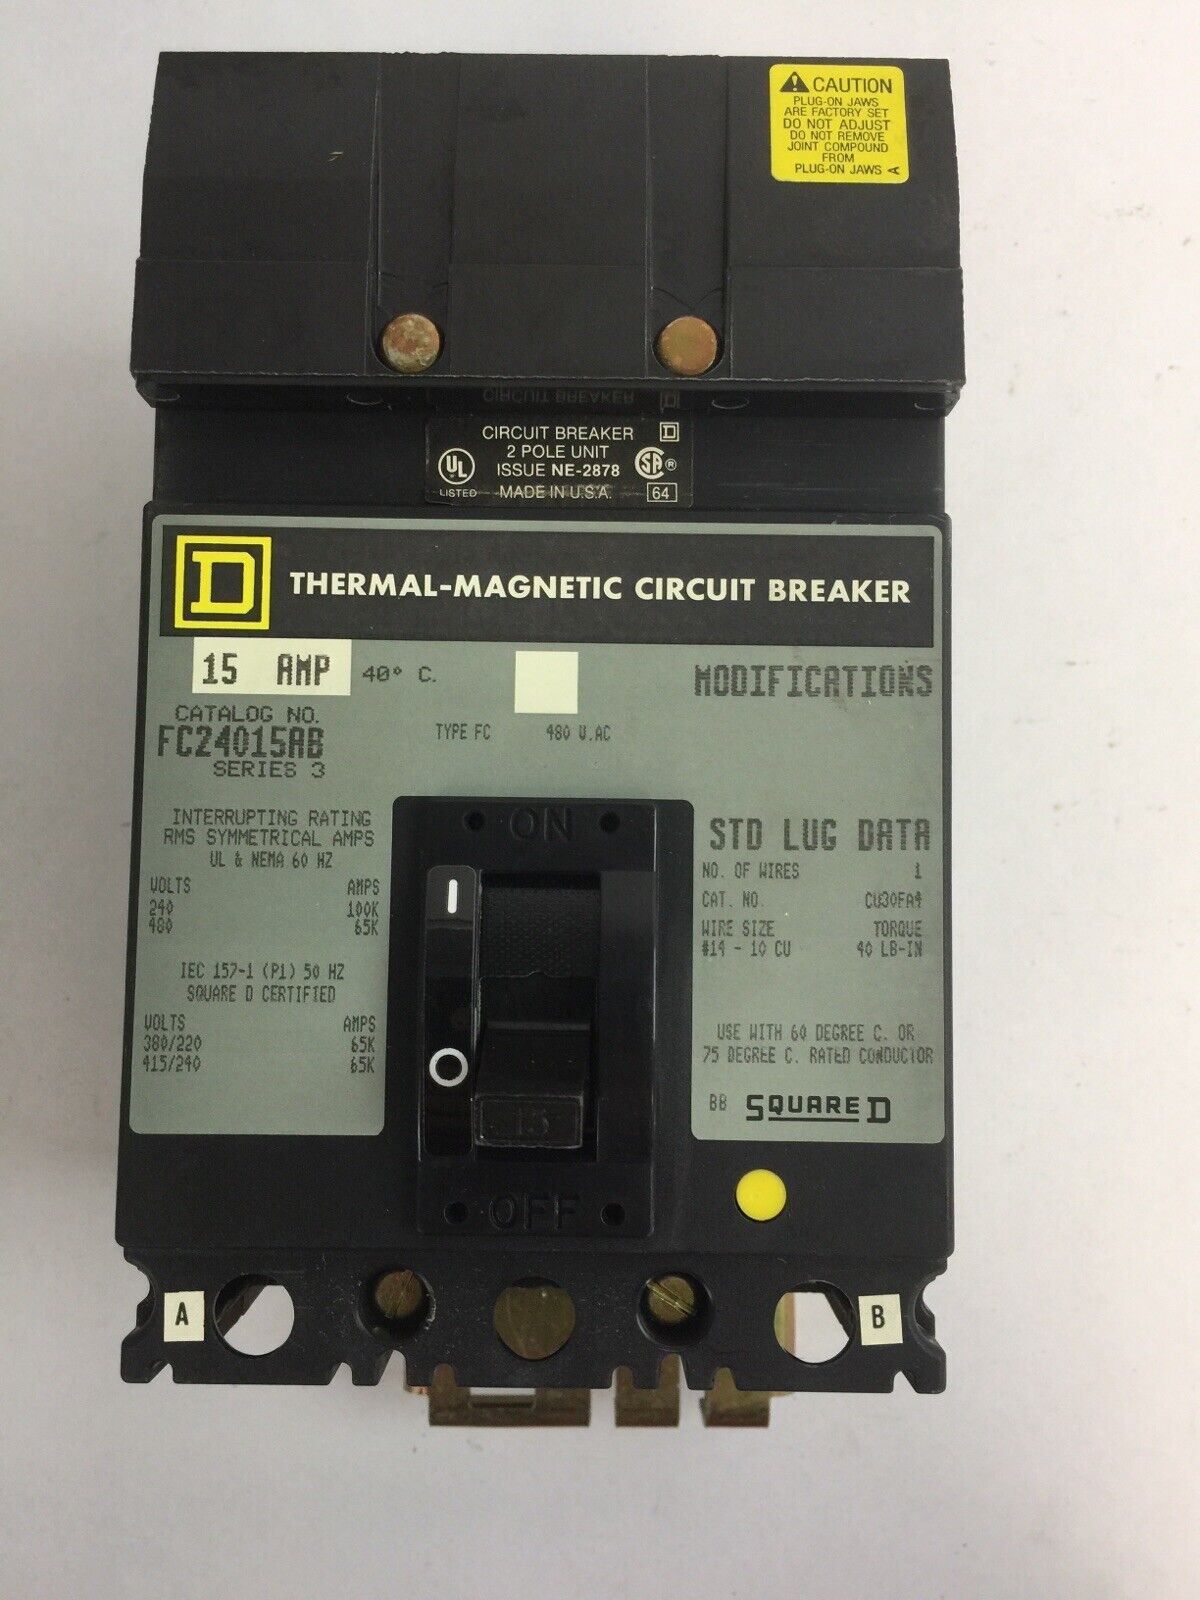 CAUTION
PLUG-ON JAWS
ARE FACTORY SET
DO NOT ADJUST
DO NOT REMOVE
JOINT COMPOUND
FROM
PLUG-ON JAWS A
CIRCUIT BREAKER
CIRCUIT BREAKER D
2 POLE UNIT
ISSUE NE-2878
MADE IN U.S.A.
UL
LISTED
SA ®
64
D THERMAL-MAGNETIC CIRCUIT BREAKER
15 AMP 40° C.
CATALOG NO.
FC24015AB
SERIES 3
TYPE FC 480 V.AC
MODIFICATIONS
INTERRUPTING RATING
RMS SYMMETRICAL AMPS
UL & NEMA 60 HZ
VOLTS AMPS
240 100K
480 65K
IEC 157-1 (P1) 50 HZ
SQUARE D CERTIFIED
VOLTS AMPS
380/220 65K
415/240 65K
ON
I
O
15
OFF
STD LUG DATA
NO. OF WIRES 1
CAT. NO. CU30FA4
WIRE SIZE TORQUE
#14 - 10 CU 40 LB-IN
USE WITH 60 DEGREE C. OR
75 DEGREE C. RATED CONDUCTOR
BB SQUARE D
A
B